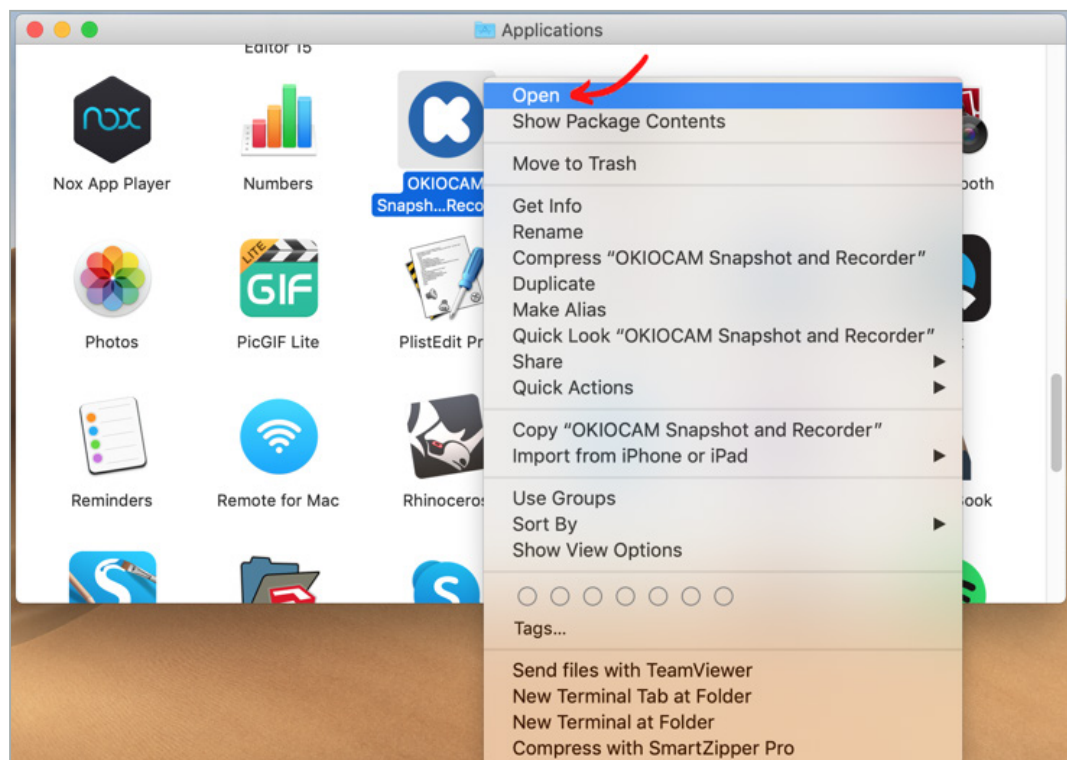 Applications
Editor 15
nox
Nox App Player
Numbers
OKIOCAM
Snapsh...Reco
ooth
Photos
LITE
GIF
PicGIF Lite
PlistEdit Pr
Reminders
Remote for Mac
Rhinoceros
ook
Open
Show Package Contents
Move to Trash
Get Info
Rename
Compress “OKIOCAM Snapshot and Recorder”
Duplicate
Make Alias
Quick Look “OKIOCAM Snapshot and Recorder”
Share
Quick Actions
Copy “OKIOCAM Snapshot and Recorder”
Import from iPhone or iPad
Use Groups
Sort By
Show View Options
Tags...
Send files with TeamViewer
New Terminal Tab at Folder
New Terminal at Folder
Compress with SmartZipper Pro